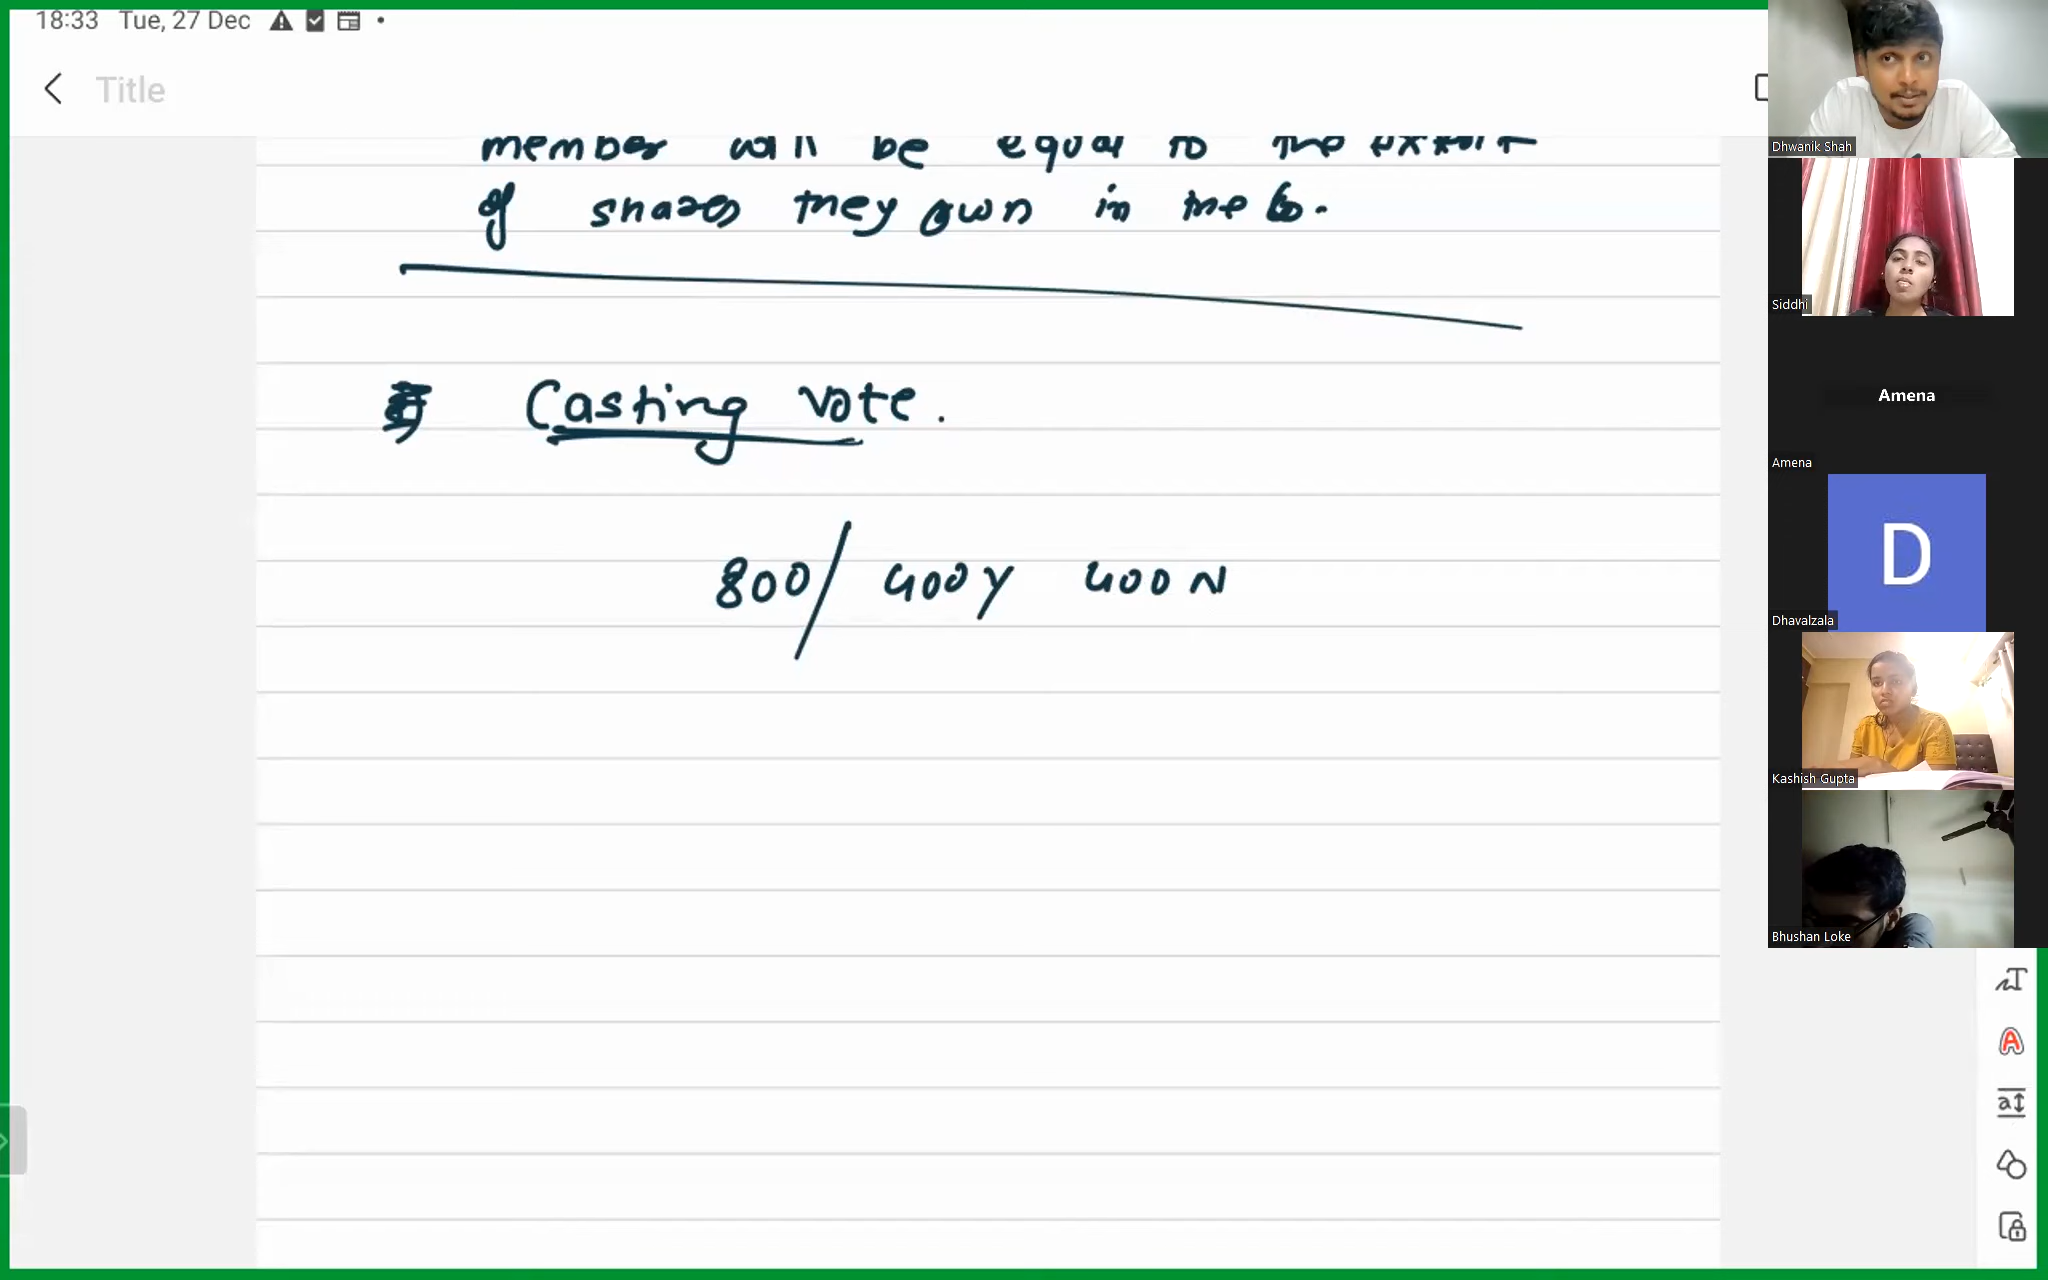 18:33 Tue, 27 Dec
Title
member will be equal to the extent
of shares they own in the Co.
Casting vote.
800/ 400Y 400 N
Dhwanik Shah
Siddhi
Amena
Amena
D
Dhavalzala
Kashish Gupta
Bhushan Loke
T
A
a